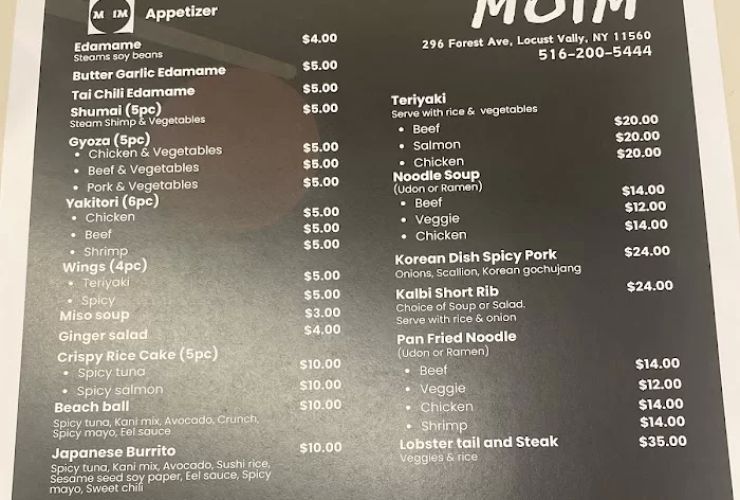 MOIM
Appetizer
Edamame $4.00
Steams soy beans
Butter Garlic Edamame $5.00
Tai Chili Edamame $5.00
Shumai (5pc) $5.00
Steam Shimp & Vegetables
Gyoza (5pc)
• Chicken & Vegetables $5.00
• Beef & Vegetables $5.00
• Pork & Vegetables $5.00
Yakitori (6pc)
• Chicken $5.00
• Beef $5.00
• Shrimp $5.00
Wings (4pc)
• Teriyaki $5.00
• Spicy $5.00
Miso soup $3.00
Ginger salad $4.00
Crispy Rice Cake (5pc)
• Spicy tuna $10.00
• Spicy salmon $10.00
Beach ball $10.00
Spicy tuna, Kani mix, Avocado, Crunch,
Spicy mayo, Eel sauce
Japanese Burrito $10.00
Spicy tuna, Kani mix, Avocado, Sushi rice,
Sesame seed soy paper, Eel sauce, Spicy
mayo, Sweet chili
MOIM
296 Forest Ave, Locust Vally, NY 11560
516-200-5444
Teriyaki
Serve with rice & vegetables
• Beef $20.00
• Salmon $20.00
• Chicken $20.00
Noodle Soup
(Udon or Ramen)
• Beef $14.00
• Veggie $12.00
• Chicken $14.00
Korean Dish Spicy Pork $24.00
Onions, Scallion, Korean gochujang
Kalbi Short Rib $24.00
Choice of Soup or Salad.
Serve with rice & onion
Pan Fried Noodle
(Udon or Ramen)
• Beef $14.00
• Veggie $12.00
• Chicken $14.00
• Shrimp $14.00
Lobster tail and Steak $35.00
Veggies & rice